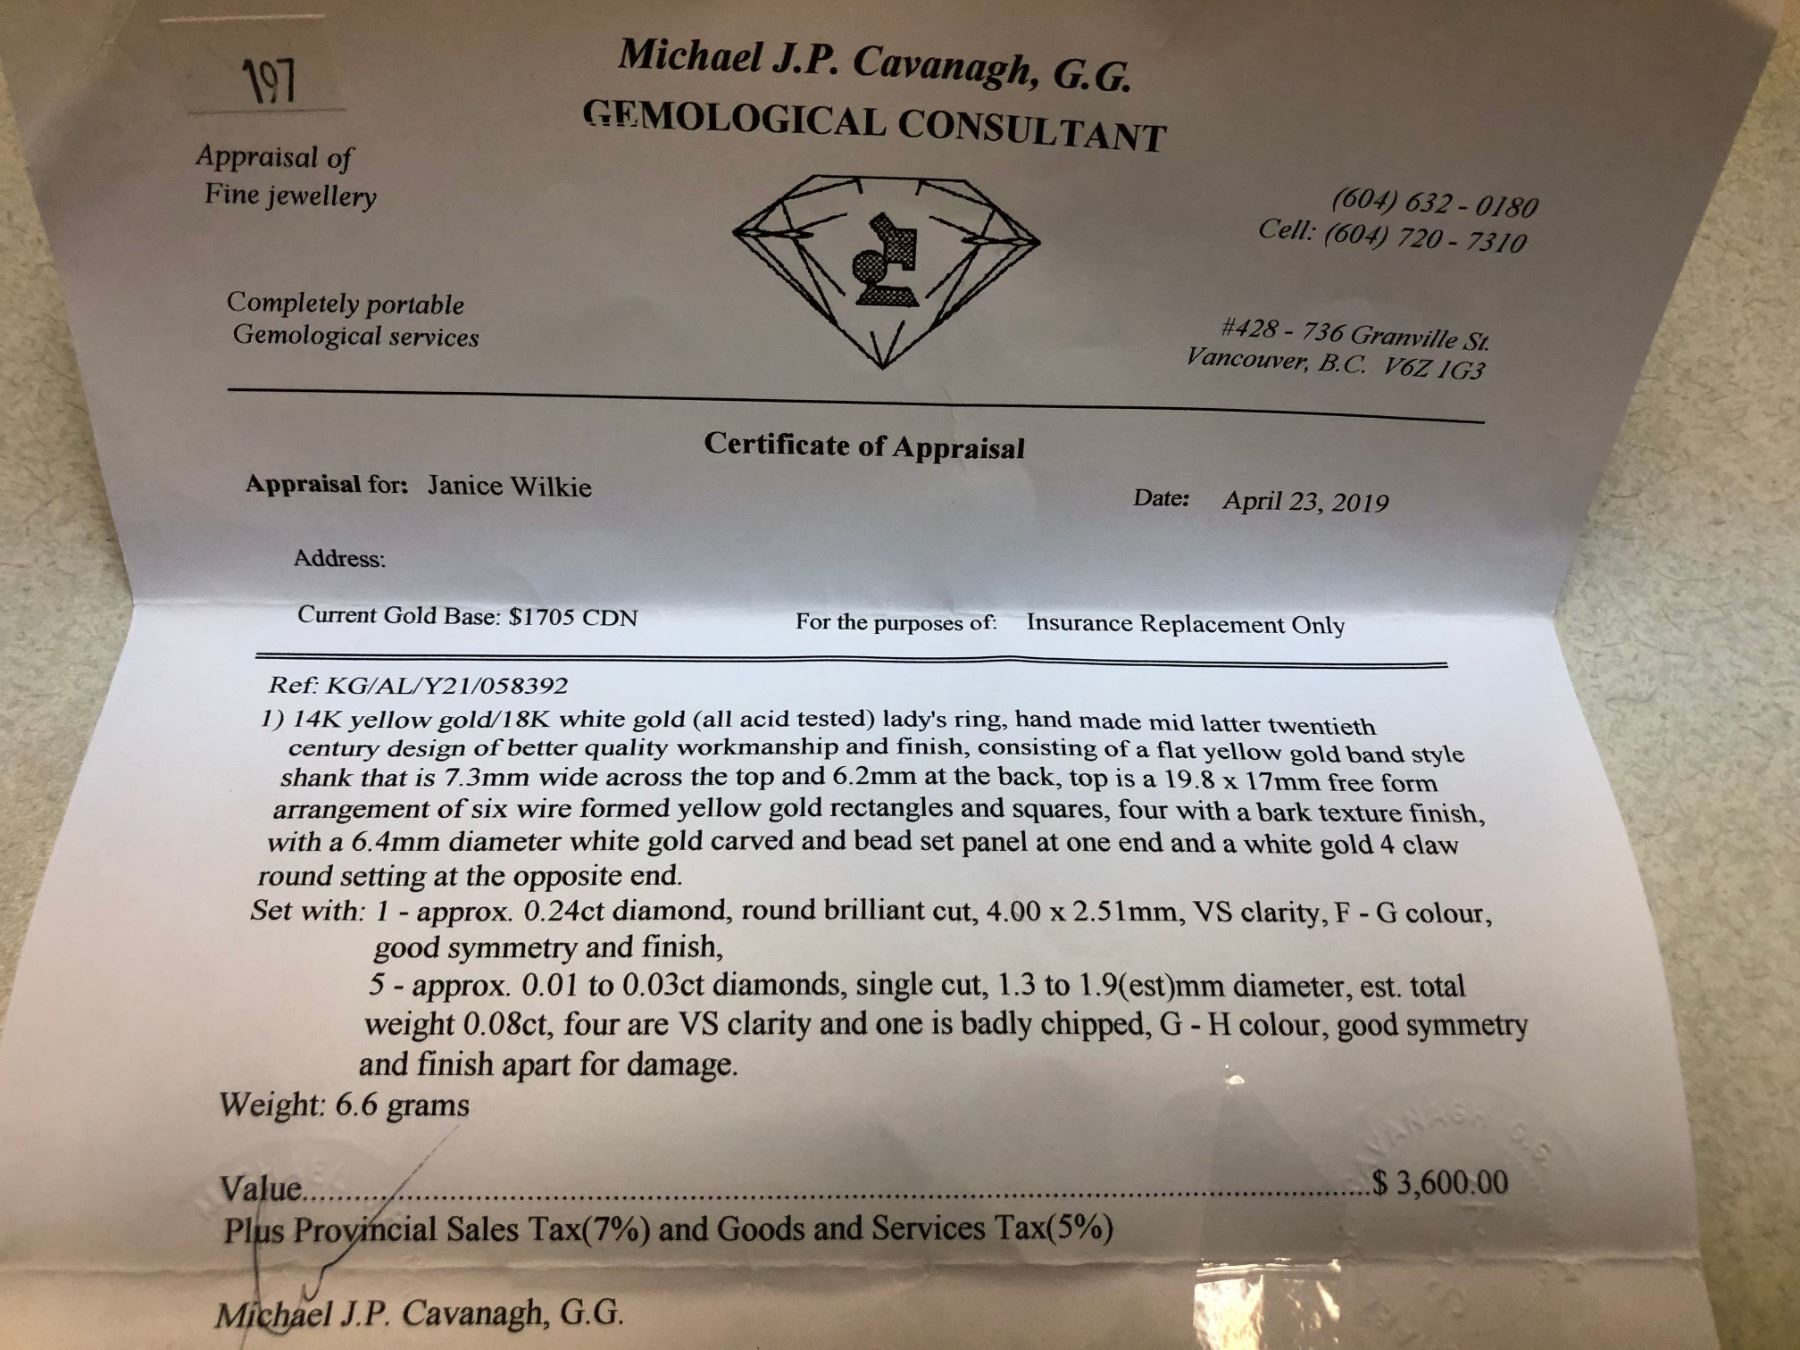 197
Michael J.P. Cavanagh, G.G.
GEMOLOGICAL CONSULTANT
Appraisal of
Fine jewellery
(604) 632 - 0180
Cell: (604) 720 - 7310
Completely portable
Gemological services
#428 - 736 Granville St.
Vancouver, B.C. V6Z 1G3
Certificate of Appraisal
Appraisal for: Janice Wilkie
Date: April 23, 2019
Address:
Current Gold Base: $1705 CDN
For the purposes of: Insurance Replacement Only
Ref: KG/AL/Y21/058392
1) 14K yellow gold/18K white gold (all acid tested) lady's ring, hand made mid latter twentieth
century design of better quality workmanship and finish, consisting of a flat yellow gold band style
shank that is 7.3mm wide across the top and 6.2mm at the back, top is a 19.8 x 17mm free form
arrangement of six wire formed yellow gold rectangles and squares, four with a bark texture finish,
with a 6.4mm diameter white gold carved and bead set panel at one end and a white gold 4 claw
round setting at the opposite end.
Set with: 1 - approx. 0.24ct diamond, round brilliant cut, 4.00 x 2.51mm, VS clarity, F - G colour,
good symmetry and finish,
5 - approx. 0.01 to 0.03ct diamonds, single cut, 1.3 to 1.9(est)mm diameter, est. total
weight 0.08ct, four are VS clarity and one is badly chipped, G - H colour, good symmetry
and finish apart for damage.
Weight: 6.6 grams
Value..........................................................................................$ 3,600.00
Plus Provincial Sales Tax(7%) and Goods and Services Tax(5%)
Michael J.P. Cavanagh, G.G.